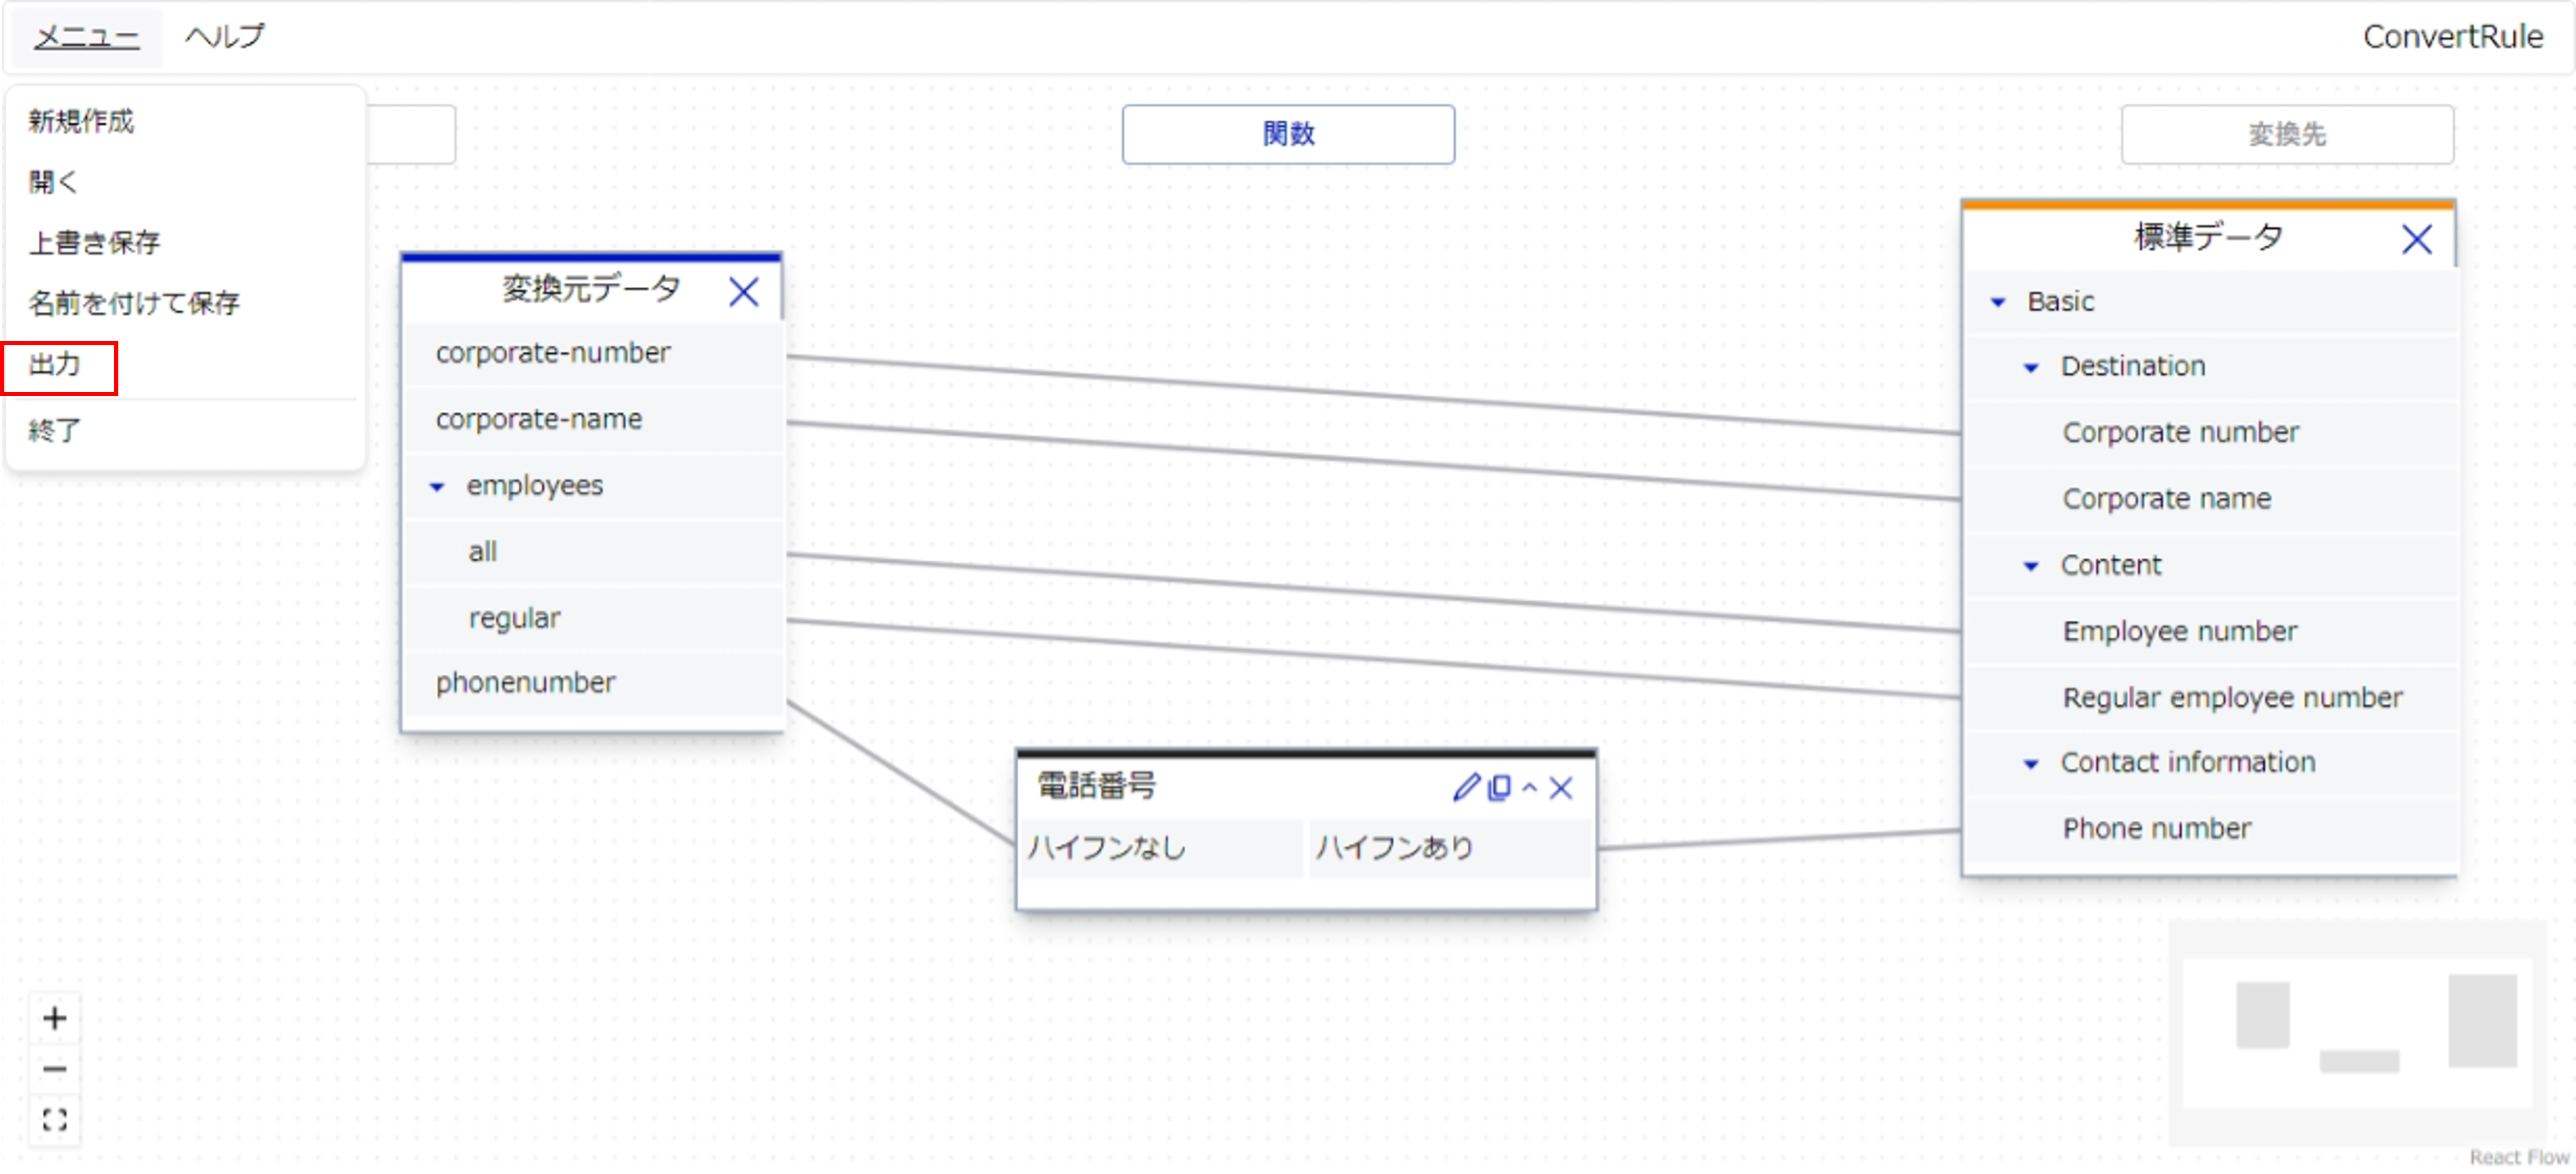 メニュー ヘルプ ConvertRule
新規作成
開く
上書き保存
名前を付けて保存
出力
終了
関数
変換先
変換元データ
corporate-number
corporate-name
employees
all
regular
phonenumber
電話番号
ハイフンなし ハイフンあり
標準データ
Basic
Destination
Corporate number
Corporate name
Content
Employee number
Regular employee number
Contact information
Phone number
React Flow